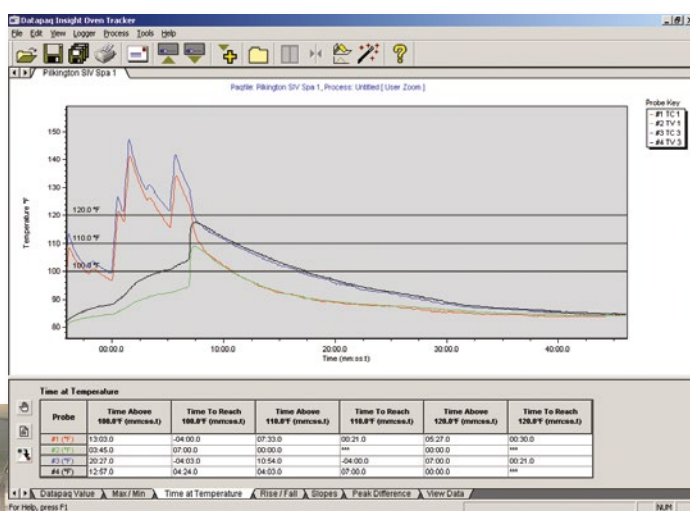 Datapaq Insight Oven Tracker
File Edit View Logger Process Tools Help
Pilkington SIV Spa 1
Paqfile: Pilkington SIV Spa 1, Process: Untitled [ User Zoom ]
Probe Key
#1 TC 1
#2 TV 1
#3 TC 3
#4 TV 3
Temperature °F
150
140
130
120
110
100
90
80
120.0 °F
110.0 °F
100.0 °F
00:00.0 10:00.0 20:00.0 30:00.0 40:00.0
Time (mm:ss.t)
Time at Temperature
Probe Time Above 100.0°F (mm:ss.t) Time To Reach 100.0°F (mm:ss.t) Time Above 110.0°F (mm:ss.t) Time To Reach 110.0°F (mm:ss.t) Time Above 120.0°F (mm:ss.t) Time To Reach 120.0°F (mm:ss.t)
#1 (°F) 13:03.0 -04:00.0 07:33.0 00:21.0 05:27.0 00:30.0
#2 (°F) 03:45.0 07:00.0 00:00.0 *** 00:00.0 ***
#3 (°F) 20:27.0 -04:03.0 10:54.0 -04:00.0 07:00.0 00:21.0
#4 (°F) 12:57.0 04:24.0 04:03.0 07:00.0 00:00.0 ***
Datapaq Value Max / Min Time at Temperature Rise / Fall Slopes Peak Difference View Data
For Help, press F1 NUM